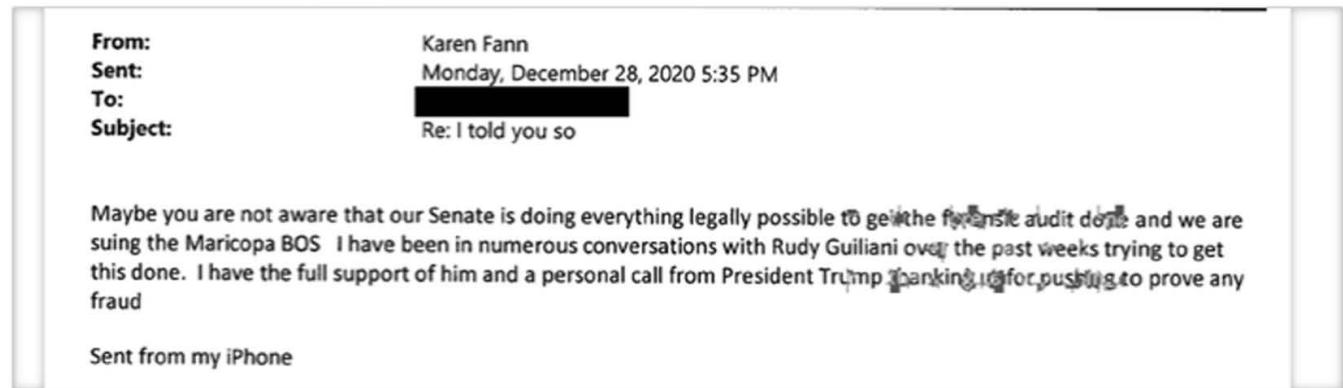 From: Karen Fann
Sent: Monday, December 28, 2020 5:35 PM
To:
Subject: Re: I told you so
Maybe you are not aware that our Senate is doing everything legally possible to the audit and we are
suing the Maricopa BOS I have been in numerous conversations with Rudy Guiliani over the past weeks trying to get
this done. I have the full support of him and a personal call from President Trump to prove any
fraud
Sent from my iPhone